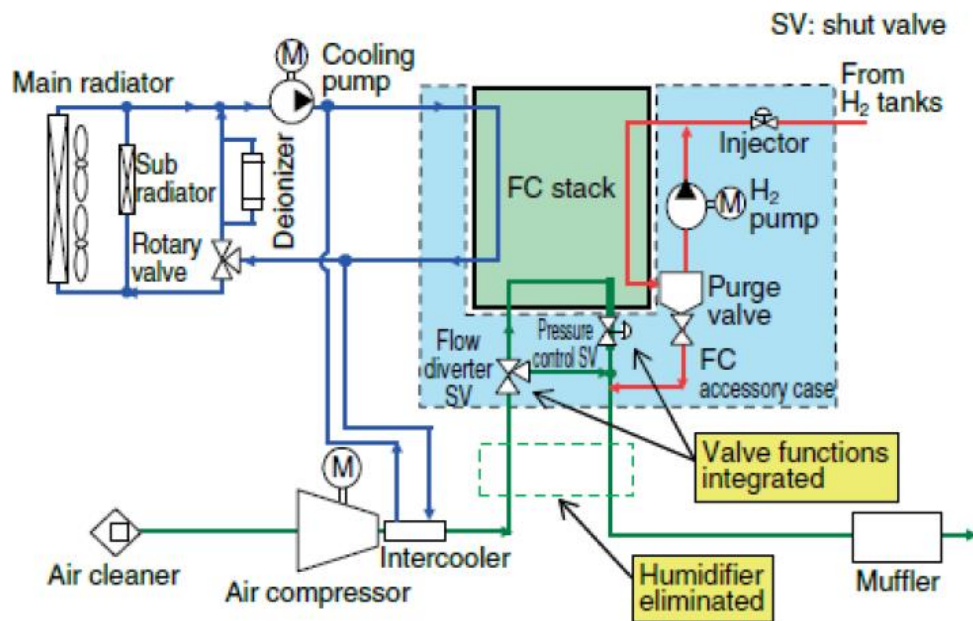 SV: shut valve
M
Cooling
pump
Main radiator
From
H₂ tanks
Injector
Sub
radiator
Deionizer
FC stack
H₂
pump
M
Rotary
valve
Purge
valve
Flow
diverter
SV
Pressure
control SV
FC
accessory case
Valve functions
integrated
M
Intercooler
Air cleaner
Air compressor
Humidifier
eliminated
Muffler